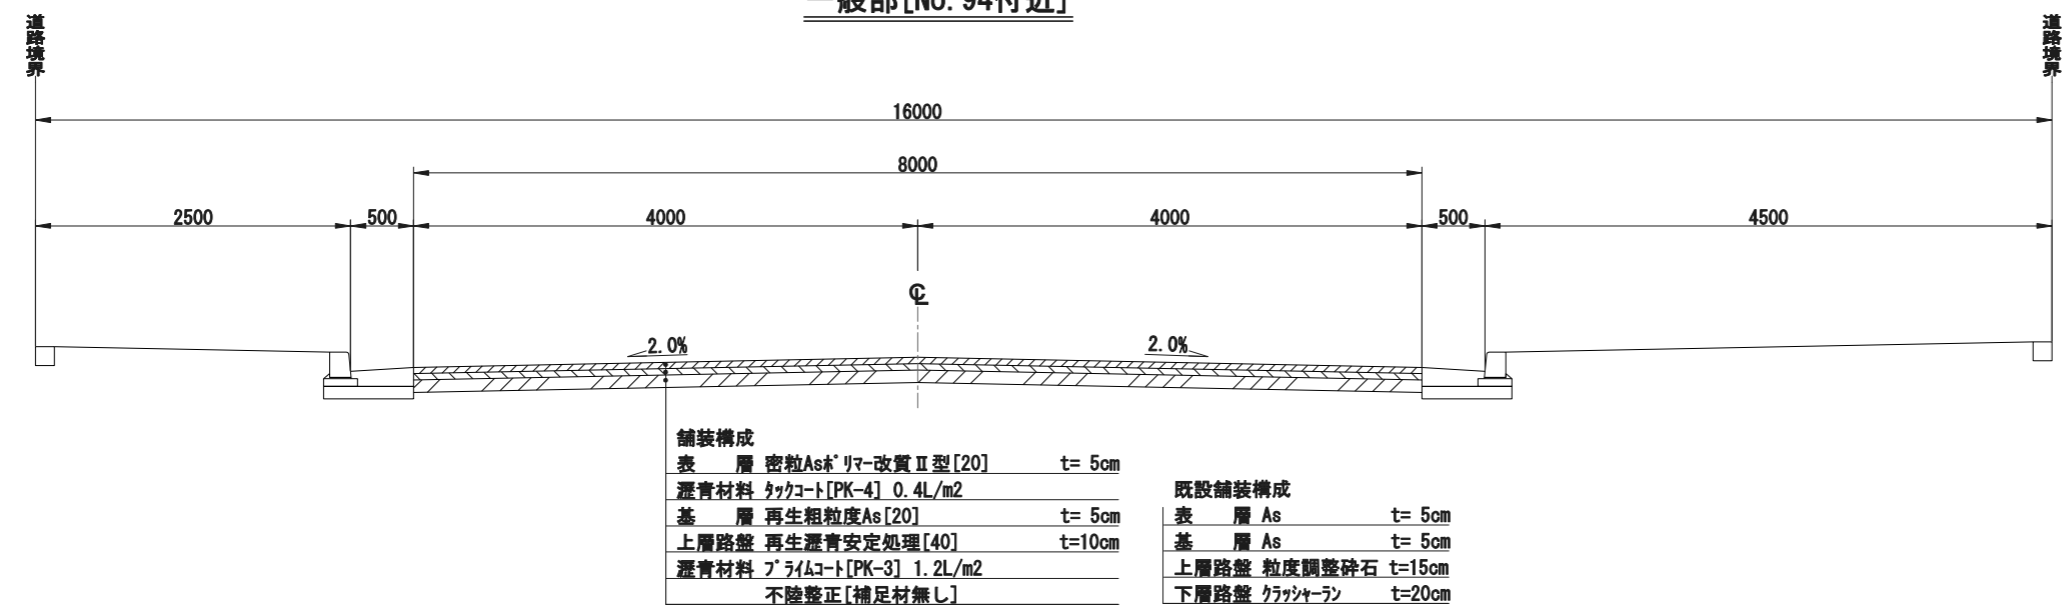 一般部[NO.94付近]
道路境界
道路境界
16000
8000
2500
500
4000
4000
500
4500
℄
2.0%
2.0%
舗装構成
表 層 密粒Asﾎﾟﾘﾏｰ改質Ⅱ型[20] t= 5cm
瀝青材料 ﾀｯｸｺｰﾄ[PK-4] 0.4L/m2
基 層 再生粗粒度As[20] t= 5cm
上層路盤 再生瀝青安定処理[40] t=10cm
瀝青材料 ﾌﾟﾗｲﾑｺｰﾄ[PK-3] 1.2L/m2
不陸整正[補足材無し]
既設舗装構成
表 層 As t= 5cm
基 層 As t= 5cm
上層路盤 粒度調整砕石 t=15cm
下層路盤 ｸﾗｯｼｬｰﾗﾝ t=20cm